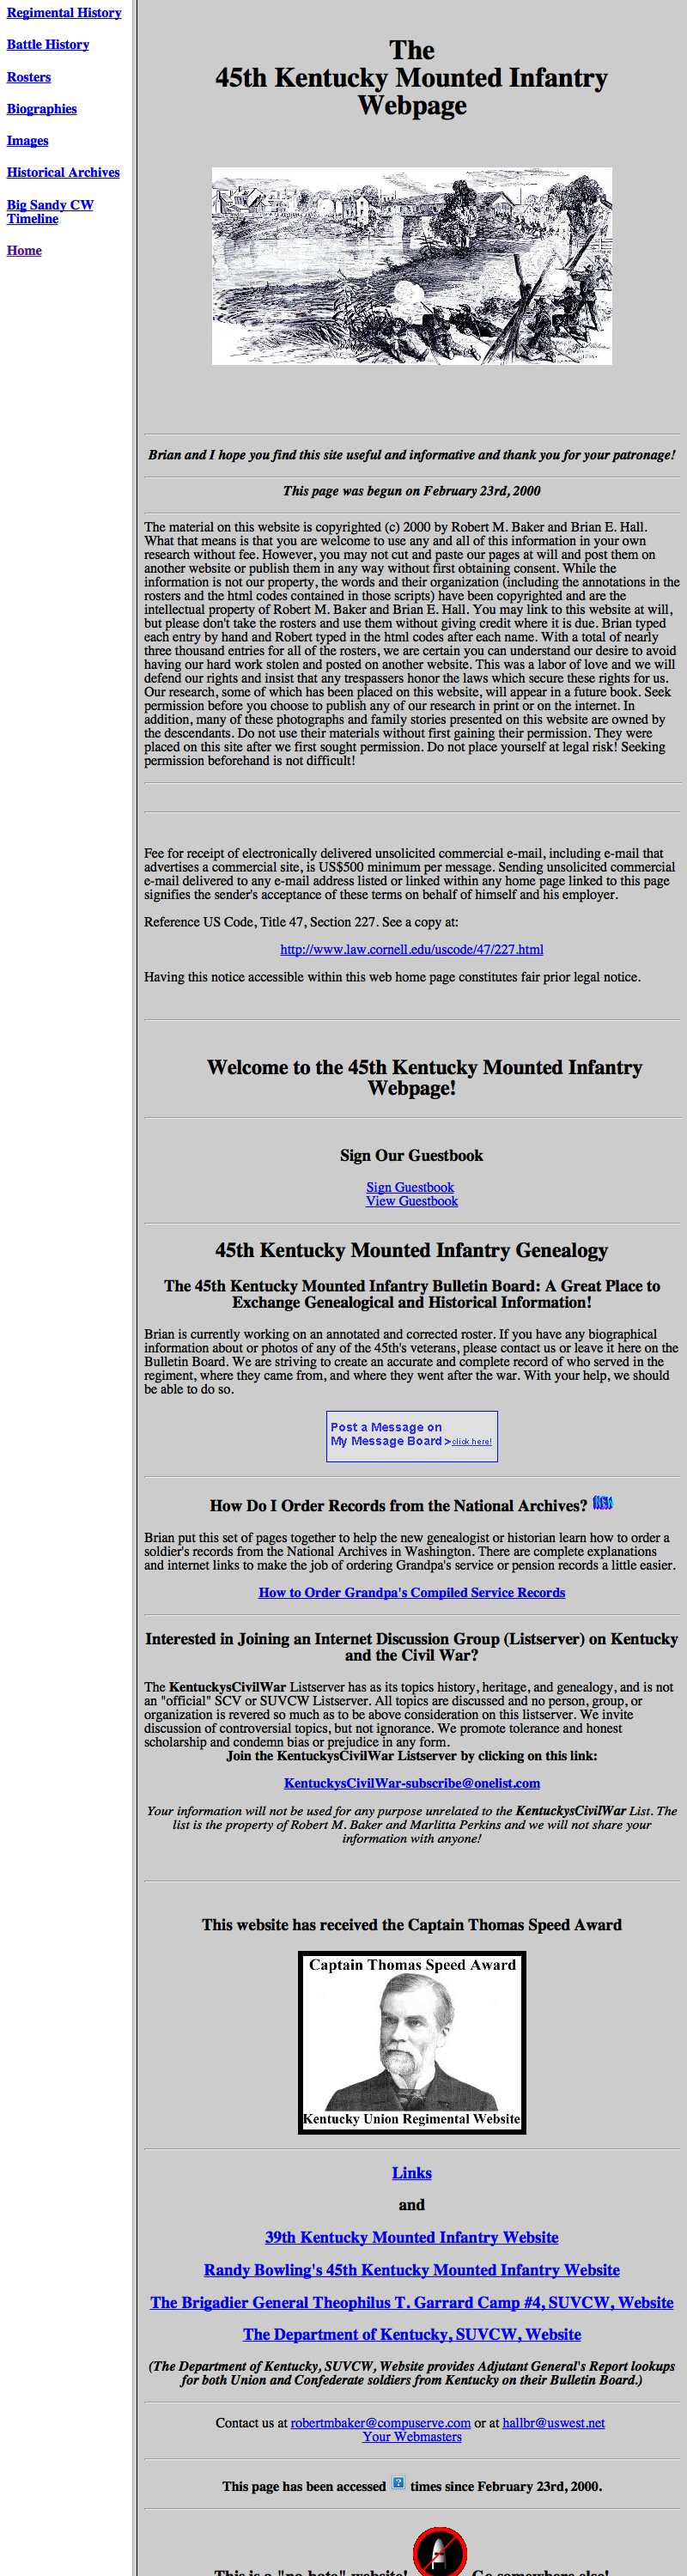 Regimental History
Battle History
Rosters
Biographies
Images
Historical Archives
Big Sandy CW
Timeline
Home
The
45th Kentucky Mounted Infantry
Webpage
Brian and I hope you find this site useful and informative and thank you for your patronage!
This page was begun on February 23rd, 2000
The material on this website is copyrighted (c) 2000 by Robert M. Baker and Brian E. Hall.
What that means is that you are welcome to use any and all of this information in your own
research without fee. However, you may not cut and paste our pages at will and post them on
another website or publish them in any way without first obtaining consent. While the
information is not our property, the words and their organization (including the annotations in the
rosters and the html codes contained in those scripts) have been copyrighted and are the
intellectual property of Robert M. Baker and Brian E. Hall. You may link to this website at will,
but please don't take the rosters and use them without giving credit where it is due. Brian typed
each entry by hand and Robert typed in the html codes after each name. With a total of nearly
three thousand entries for all of the rosters, we are certain you can understand our desire to avoid
having our hard work stolen and posted on another website. This was a labor of love and we will
defend our rights and insist that any trespassers honor the laws which secure these rights for us.
Our research, some of which has been placed on this website, will appear in a future book. Seek
permission before you choose to publish any of our research in print or on the internet. In
addition, many of these photographs and family stories presented on this website are owned by
the descendants. Do not use their materials without first gaining their permission. They were
placed on this site after we first sought permission. Do not place yourself at legal risk! Seeking
permission beforehand is not difficult!
Fee for receipt of electronically delivered unsolicited commercial e-mail, including e-mail that
advertises a commercial site, is US$500 minimum per message. Sending unsolicited commercial
e-mail delivered to any e-mail address listed or linked within any home page linked to this page
signifies the sender's acceptance of these terms on behalf of himself and his employer.
Reference US Code, Title 47, Section 227. See a copy at:
http://www.law.cornell.edu/uscode/47/227.html
Having this notice accessible within this web home page constitutes fair prior legal notice.
Welcome to the 45th Kentucky Mounted Infantry
Webpage!
Sign Our Guestbook
Sign Guestbook
View Guestbook
45th Kentucky Mounted Infantry Genealogy
The 45th Kentucky Mounted Infantry Bulletin Board: A Great Place to
Exchange Genealogical and Historical Information!
Brian is currently working on an annotated and corrected roster. If you have any biographical
information about or photos of any of the 45th's veterans, please contact us or leave it here on the
Bulletin Board. We are striving to create an accurate and complete record of who served in the
regiment, where they came from, and where they went after the war. With your help, we should
be able to do so.
Post a Message on
My Message Board >click here!
How Do I Order Records from the National Archives? NEW
Brian put this set of pages together to help the new genealogist or historian learn how to order a
soldier's records from the National Archives in Washington. There are complete explanations
and internet links to make the job of ordering Grandpa's service or pension records a little easier.
How to Order Grandpa's Compiled Service Records
Interested in Joining an Internet Discussion Group (Listserver) on Kentucky
and the Civil War?
The KentuckysCivilWar Listserver has as its topics history, heritage, and genealogy, and is not
an "official" SCV or SUVCW Listserver. All topics are discussed and no person, group, or
organization is revered so much as to be above consideration on this listserver. We invite
discussion of controversial topics, but not ignorance. We promote tolerance and honest
scholarship and condemn bias or prejudice in any form.
Join the KentuckysCivilWar Listserver by clicking on this link:
KentuckysCivilWar-subscribe@onelist.com
Your information will not be used for any purpose unrelated to the KentuckysCivilWar List. The
list is the property of Robert M. Baker and Marlitta Perkins and we will not share your
information with anyone!
This website has received the Captain Thomas Speed Award
Captain Thomas Speed Award
Kentucky Union Regimental Website
Links
and
39th Kentucky Mounted Infantry Website
Randy Bowling's 45th Kentucky Mounted Infantry Website
The Brigadier General Theophilus T. Garrard Camp #4, SUVCW, Website
The Department of Kentucky, SUVCW, Website
(The Department of Kentucky, SUVCW, Website provides Adjutant General's Report lookups
for both Union and Confederate soldiers from Kentucky on their Bulletin Board.)
Contact us at robertmbaker@compuserve.com or at hallbr@uswest.net
Your Webmasters
This page has been accessed ? times since February 23rd, 2000.
This is a "no-hate" website! Go somewhere else!